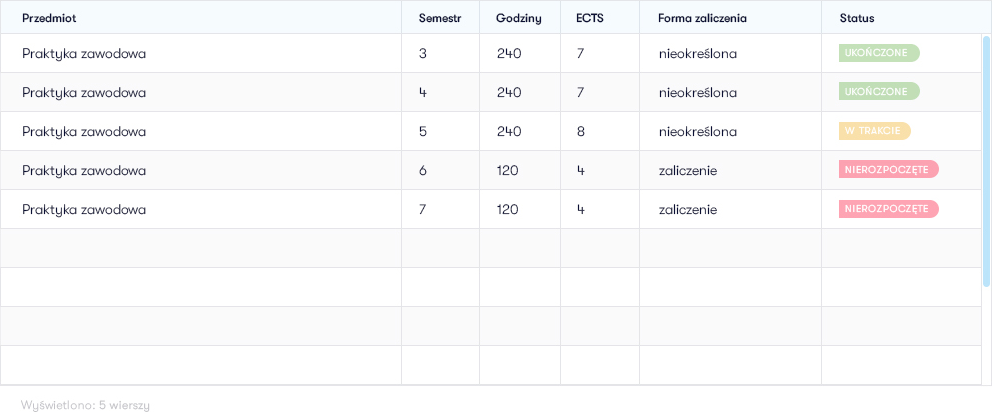 Przedmiot Semestr Godziny ECTS Forma zaliczenia Status
Praktyka zawodowa 3 240 7 nieokreślona UKOŃCZONE
Praktyka zawodowa 4 240 7 nieokreślona UKOŃCZONE
Praktyka zawodowa 5 240 8 nieokreślona W TRAKCIE
Praktyka zawodowa 6 120 4 zaliczenie NIEROZPOCZĘTE
Praktyka zawodowa 7 120 4 zaliczenie NIEROZPOCZĘTE
Wyświetlono: 5 wierszy